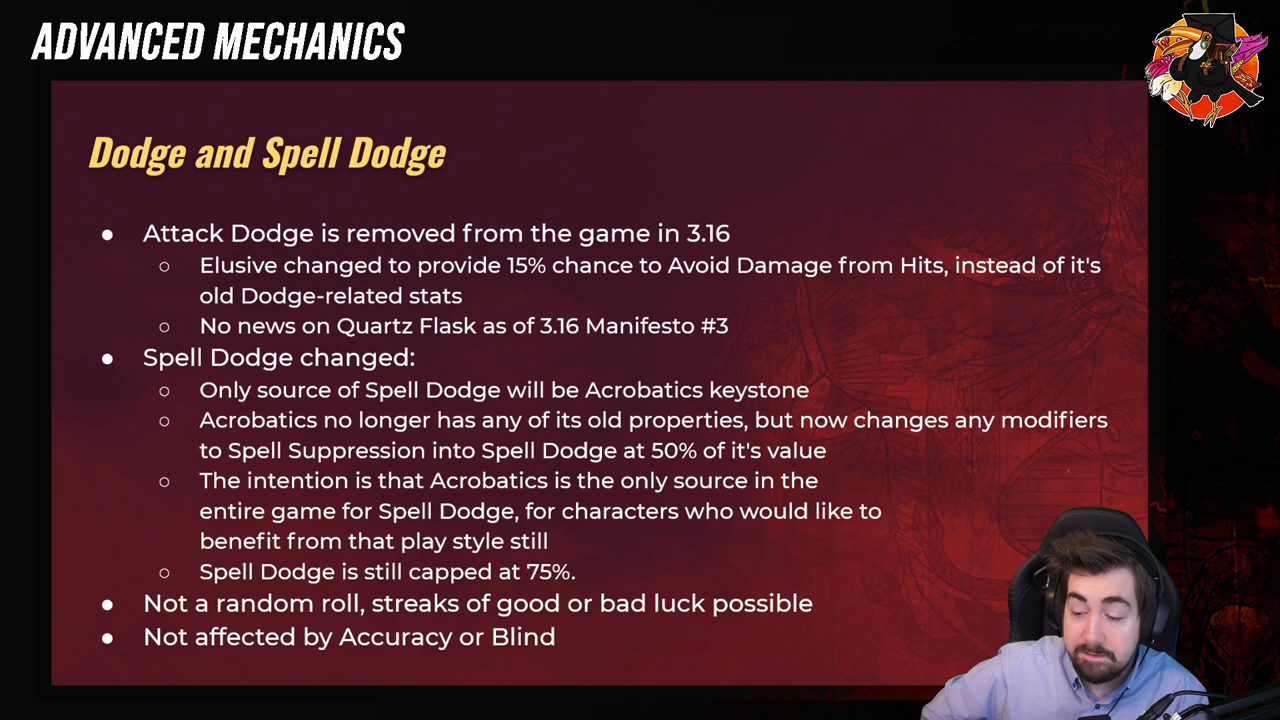 ADVANCED MECHANICS
Dodge and Spell Dodge
● Attack Dodge is removed from the game in 3.16
○ Elusive changed to provide 15% chance to Avoid Damage from Hits, instead of it's
old Dodge-related stats
○ No news on Quartz Flask as of 3.16 Manifesto #3
● Spell Dodge changed:
○ Only source of Spell Dodge will be Acrobatics keystone
○ Acrobatics no longer has any of its old properties, but now changes any modifiers
to Spell Suppression into Spell Dodge at 50% of it's value
○ The intention is that Acrobatics is the only source in the
entire game for Spell Dodge, for characters who would like to
benefit from that play style still
○ Spell Dodge is still capped at 75%.
● Not a random roll, streaks of good or bad luck possible
● Not affected by Accuracy or Blind